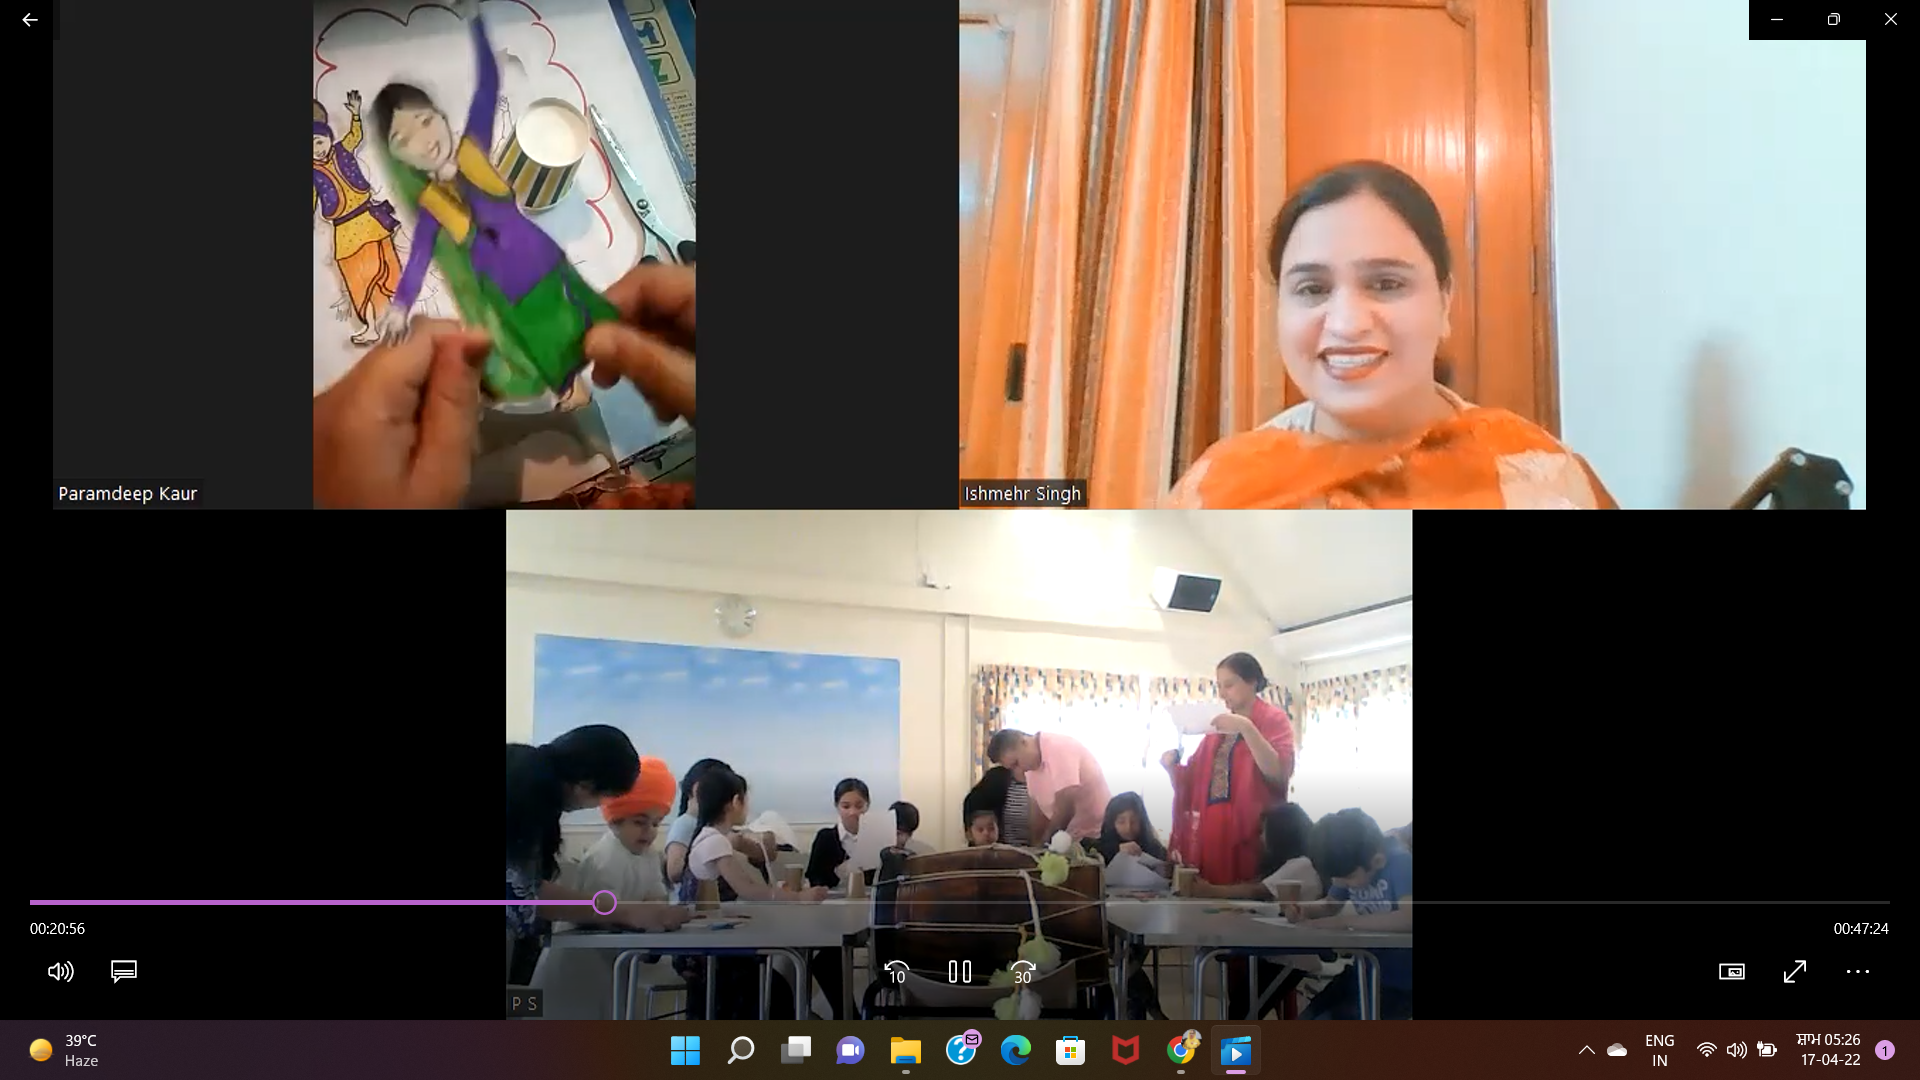 Paramdeep Kaur
Ishmehr Singh
P S
00:20:56
00:47:24
10
30
39°C
Haze
ENG
IN
ਸ਼ਾਮ 05:26
17-04-22
1